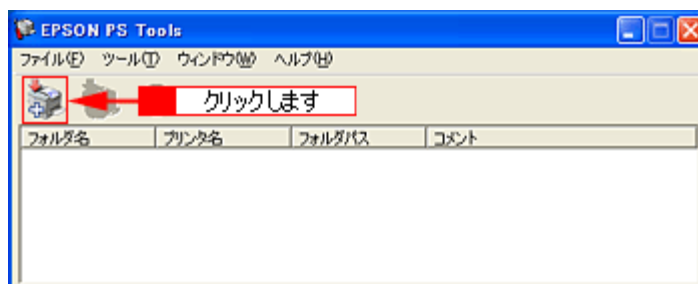 EPSON PS Tools
ファイル(F) ツール(T) ウィンドウ(W) ヘルプ(H)
クリックします
フォルダ名 プリンタ名 フォルダパス コメント